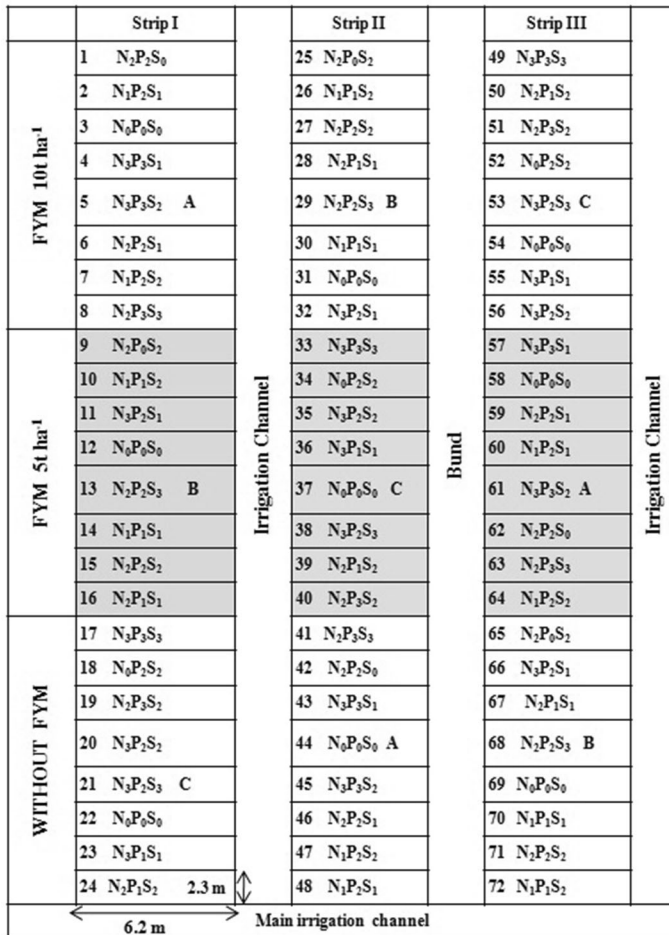 Strip I Strip II Strip III
FYM 10t ha⁻¹
1 N₂P₂S₀ 25 N₂P₀S₂ 49 N₃P₃S₃
2 N₁P₂S₁ 26 N₁P₁S₂ 50 N₂P₁S₂
3 N₀P₀S₀ 27 N₂P₂S₂ 51 N₂P₃S₂
4 N₃P₃S₁ 28 N₂P₁S₁ 52 N₀P₂S₂
5 N₃P₃S₂ A 29 N₂P₂S₃ B 53 N₃P₂S₃ C
6 N₂P₂S₁ 30 N₁P₁S₁ 54 N₀P₀S₀
7 N₁P₂S₂ 31 N₀P₀S₀ 55 N₃P₁S₁
8 N₂P₃S₃ 32 N₃P₂S₁ 56 N₃P₂S₂
FYM 5t ha⁻¹
9 N₂P₀S₂ 33 N₃P₃S₃ 57 N₃P₃S₁
10 N₁P₁S₂ 34 N₀P₂S₂ 58 N₀P₀S₀
11 N₃P₂S₁ 35 N₃P₂S₂ 59 N₂P₂S₁
12 N₀P₀S₀ 36 N₃P₁S₁ 60 N₁P₂S₁
13 N₂P₂S₃ B 37 N₀P₀S₀ C 61 N₃P₃S₂ A
14 N₁P₁S₁ 38 N₃P₂S₃ 62 N₂P₂S₀
15 N₂P₂S₂ 39 N₂P₁S₂ 63 N₂P₃S₃
16 N₂P₁S₁ 40 N₂P₃S₂ 64 N₁P₂S₂
WITHOUT FYM
17 N₃P₃S₃ 41 N₂P₃S₃ 65 N₂P₀S₂
18 N₀P₂S₂ 42 N₂P₂S₀ 66 N₃P₂S₁
19 N₂P₃S₂ 43 N₃P₃S₁ 67 N₂P₁S₁
20 N₃P₂S₂ 44 N₀P₀S₀ A 68 N₂P₂S₃ B
21 N₃P₂S₃ C 45 N₃P₃S₂ 69 N₀P₀S₀
22 N₀P₀S₀ 46 N₂P₂S₁ 70 N₁P₁S₁
23 N₃P₁S₁ 47 N₁P₂S₂ 71 N₂P₂S₂
24 N₂P₁S₂ 2.3 m 48 N₁P₂S₁ 72 N₁P₁S₂
Irrigation Channel
Bund
Irrigation Channel
6.2 m
Main irrigation channel